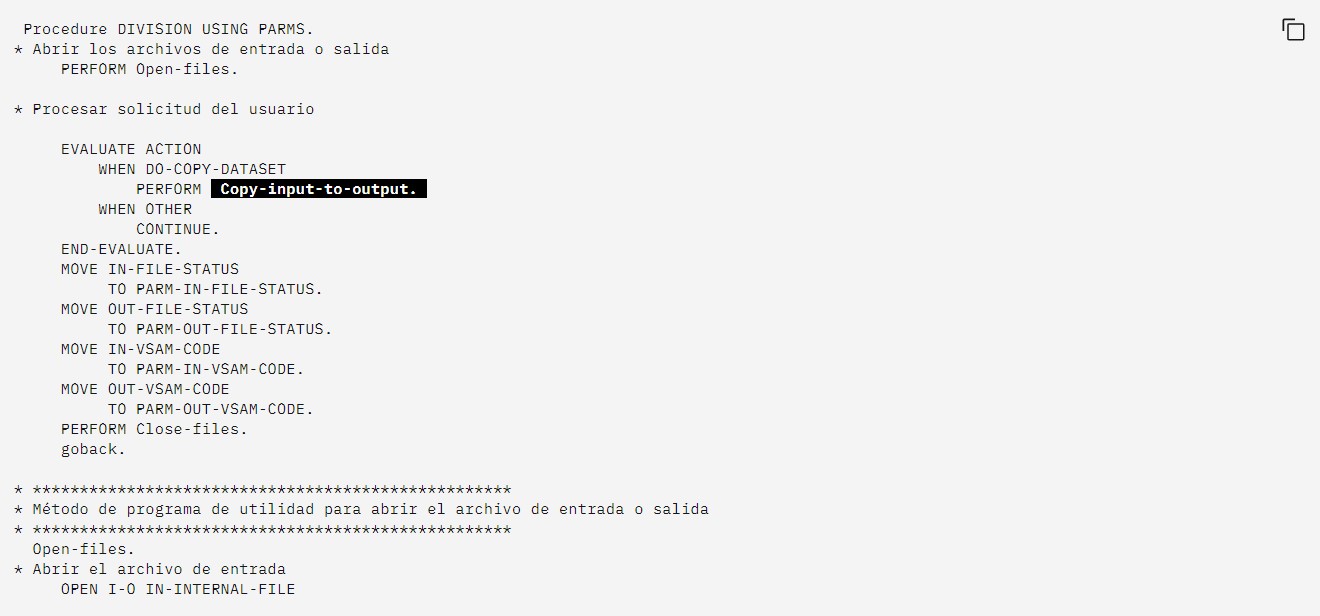 Procedure DIVISION USING PARMS.
* Abrir los archivos de entrada o salida
PERFORM Open-files.
* Procesar solicitud del usuario
EVALUATE ACTION
WHEN DO-COPY-DATASET
PERFORM Copy-input-to-output.
WHEN OTHER
CONTINUE.
END-EVALUATE.
MOVE IN-FILE-STATUS
TO PARM-IN-FILE-STATUS.
MOVE OUT-FILE-STATUS
TO PARM-OUT-FILE-STATUS.
MOVE IN-VSAM-CODE
TO PARM-IN-VSAM-CODE.
MOVE OUT-VSAM-CODE
TO PARM-OUT-VSAM-CODE.
PERFORM Close-files.
goback.
* ***************************************************
* Método de programa de utilidad para abrir el archivo de entrada o salida
* ***************************************************
Open-files.
* Abrir el archivo de entrada
OPEN I-O IN-INTERNAL-FILE